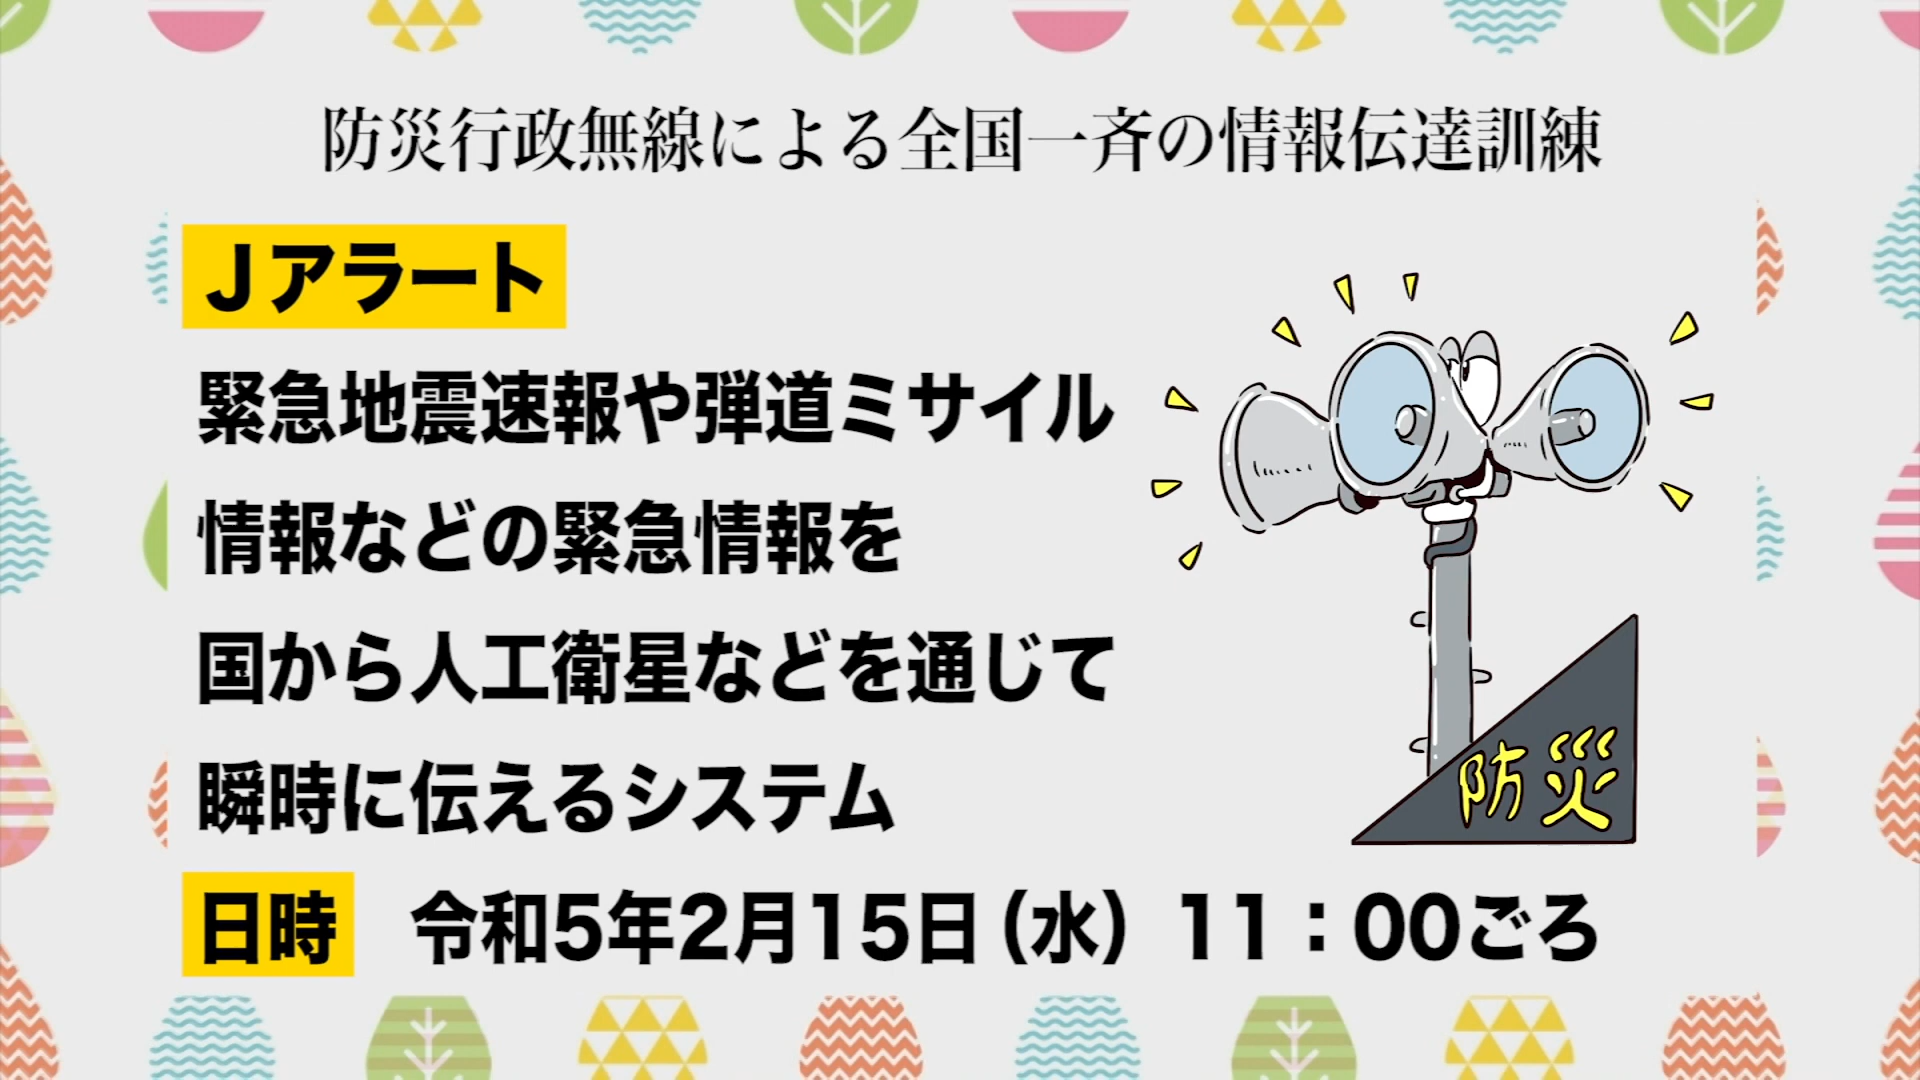 防災行政無線による全国一斉の情報伝達訓練
Jアラート
緊急地震速報や弾道ミサイル
情報などの緊急情報を
国から人工衛星などを通じて
瞬時に伝えるシステム
防災
日時　令和5年2月15日（水）11：00ごろ